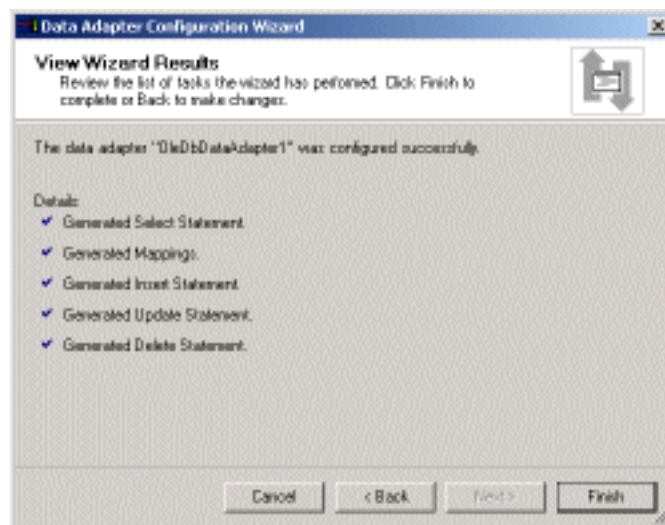 Data Adapter Configuration Wizard
View Wizard Results
Review the list of tasks the wizard has performed. Click Finish to
complete or Back to make changes.
The data adapter "OleDbDataAdapter1" was configured successfully.
Details:
Generated Select Statement.
Generated Mappings.
Generated Insert Statement.
Generated Update Statement.
Generated Delete Statement.
Cancel
< Back
Next >
Finish